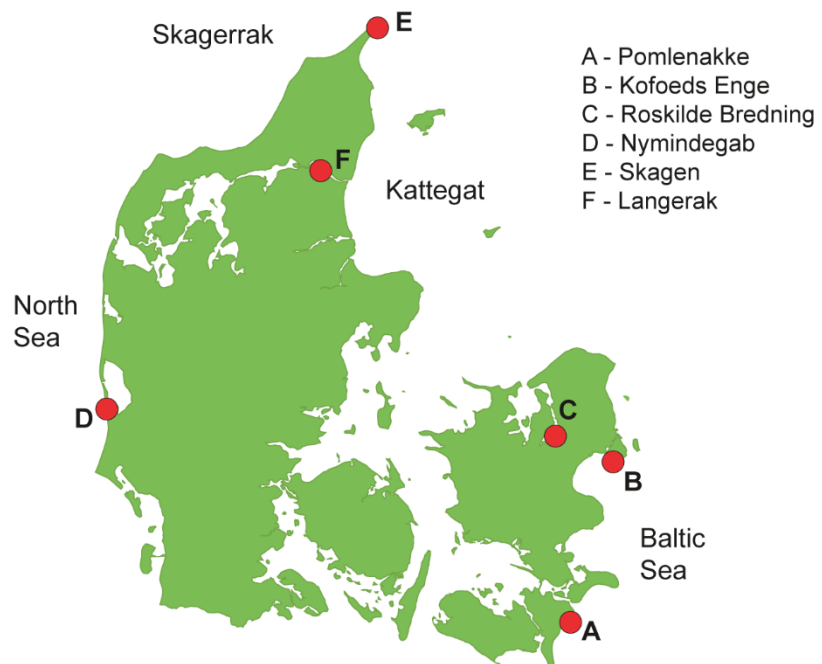 Skagerrak
E
A - Pomlenakke
B - Kofoeds Enge
C - Roskilde Bredning
D - Nymindegab
E - Skagen
F - Langerak
F
Kattegat
North
Sea
D
C
B
Baltic
Sea
A